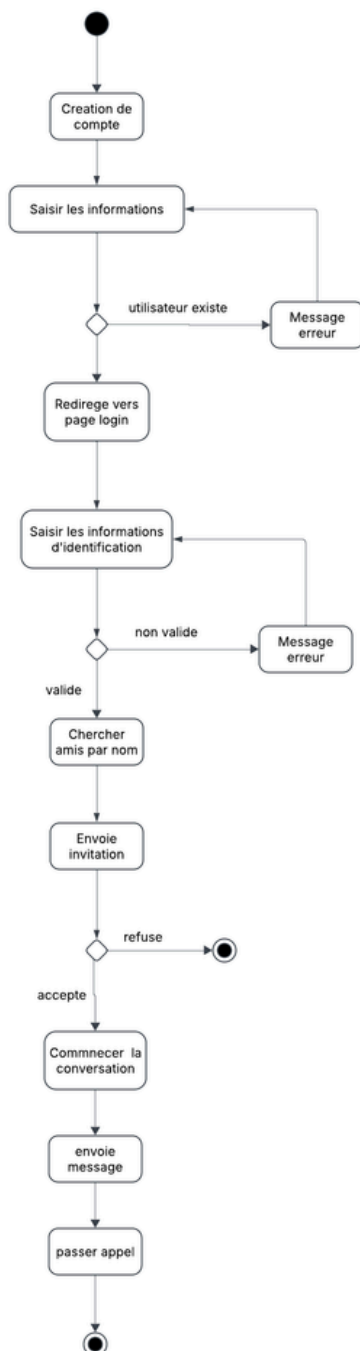 Creation de
compte
Saisir les informations
utilisateur existe
Message
erreur
Redirege vers
page login
Saisir les informations
d'identification
non valide
Message
erreur
valide
Chercher
amis par nom
Envoie
invitation
refuse
accepte
Commnecer la
conversation
envoie
message
passer appel